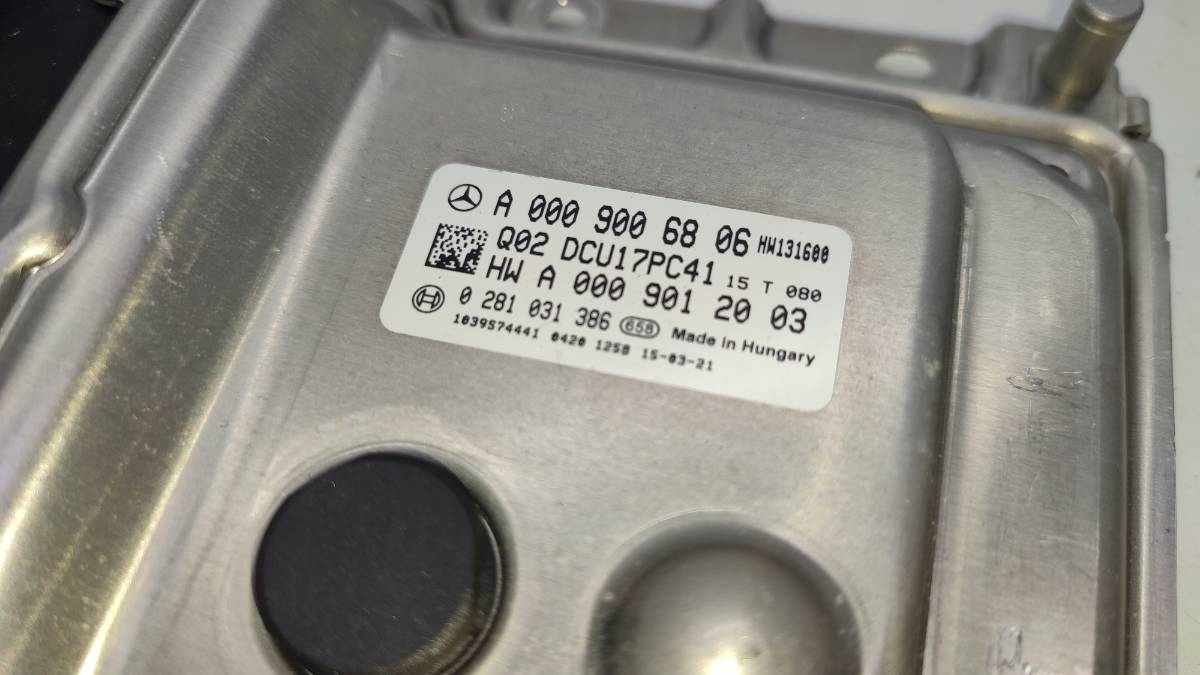 A 000 900 68 06 HW131600
Q02 DCU17PC41 15 T 080
HW A 000 901 20 03
0 281 031 386 658 Made in Hungary
1039574441 0420 1258 15-03-21